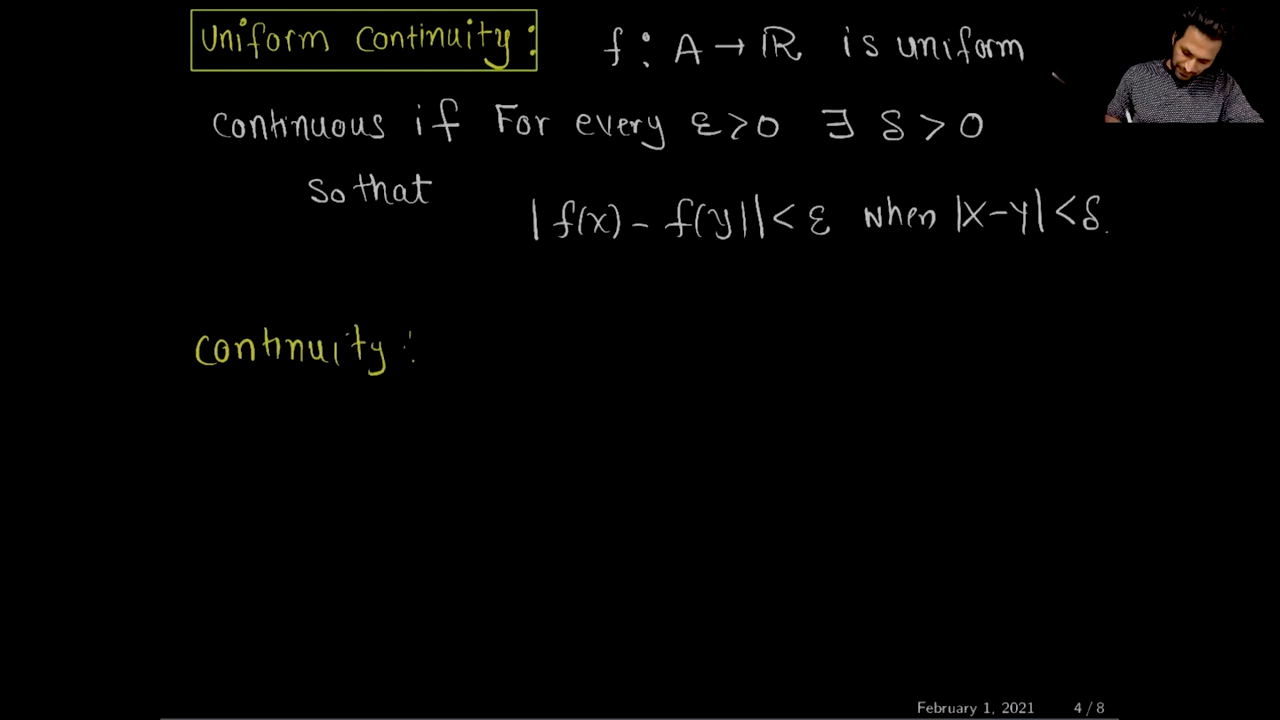 Uniform Continuity: f: A → ℝ is uniform
continuous if For every ε>0 ∃ δ > 0
so that
|f(x) - f(y)| < ε when |x-y| < δ.
Continuity:
February 1, 2021 4 / 8